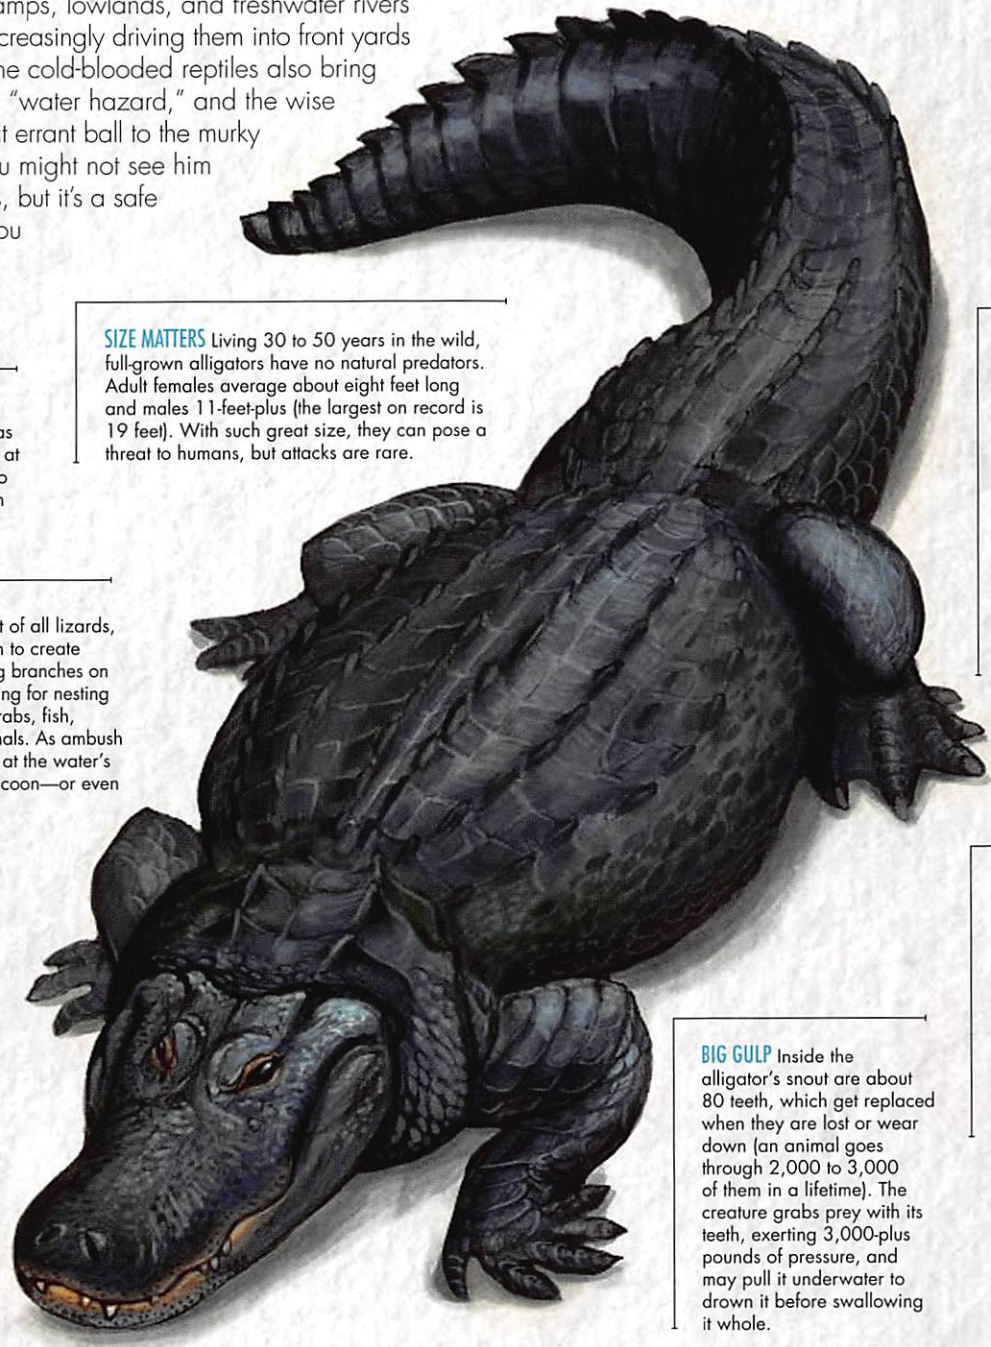 amps, lowlands, and freshwater rivers
creasingly driving them into front yards
he cold-blooded reptiles also bring
"water hazard," and the wise
t errant ball to the murky
u might not see him
s, but it's a safe
ou
SIZE MATTERS Living 30 to 50 years in the wild,
full-grown alligators have no natural predators.
Adult females average about eight feet long
and males 11-feet-plus (the largest on record is
19 feet). With such great size, they can pose a
threat to humans, but attacks are rare.
as
at
o
n
t of all lizards,
n to create
g branches on
ng for nesting
rabs, fish,
nals. As ambush
at the water's
coon—or even
BIG GULP Inside the
alligator's snout are about
80 teeth, which get replaced
when they are lost or wear
down (an animal goes
through 2,000 to 3,000
of them in a lifetime). The
creature grabs prey with its
teeth, exerting 3,000-plus
pounds of pressure, and
may pull it underwater to
drown it before swallowing
it whole.